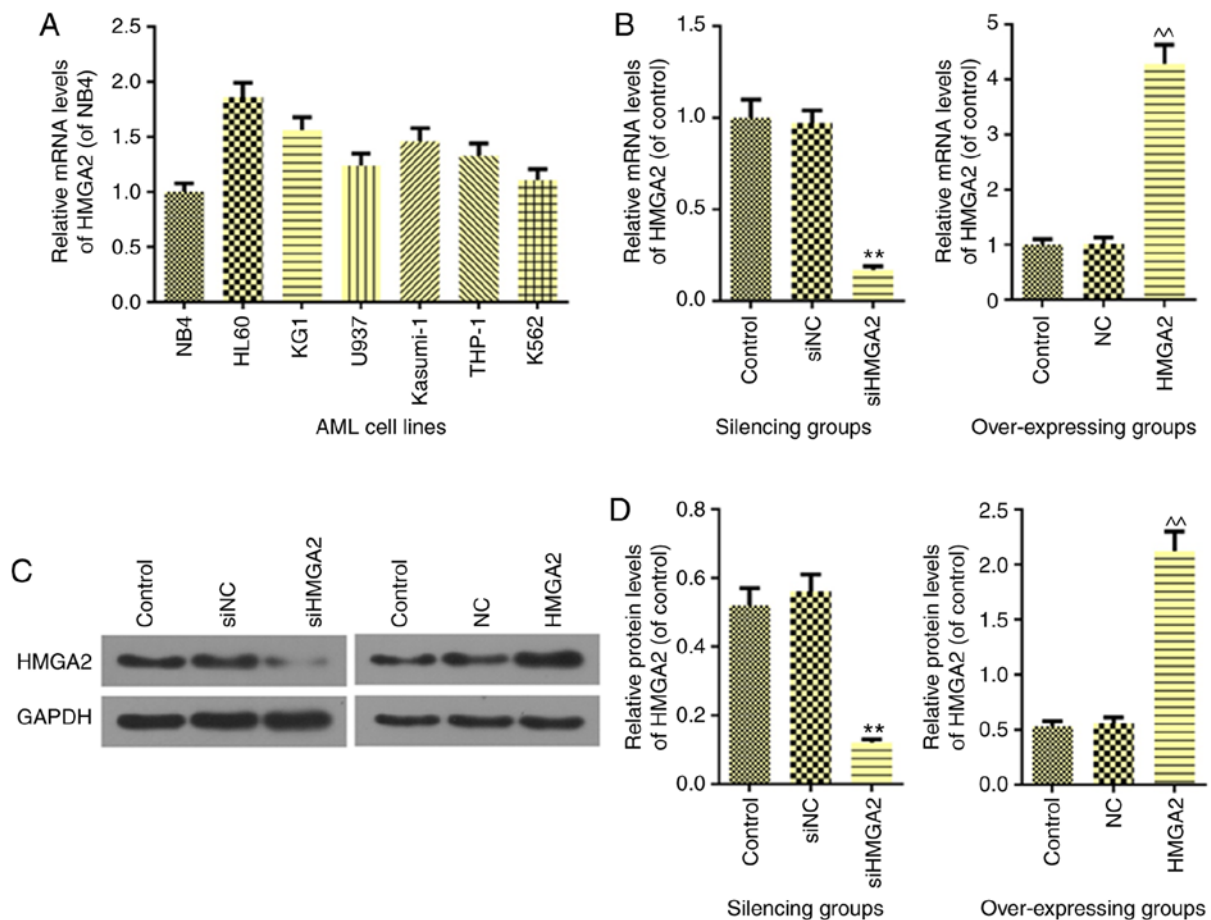 A
Relative mRNA levels
of HMGA2 (of NB4)
2.5
2.0
1.5
1.0
0.5
0.0
NB4
HL60
KG1
U937
Kasumi-1
THP-1
K562
AML cell lines
B
Relative mRNA levels
of HMGA2 (of control)
1.5
1.0
0.5
0.0
**
Control
siNC
siHMGA2
Silencing groups
Relative mRNA levels
of HMGA2 (of control)
5
4
3
2
1
0
^^
Control
NC
HMGA2
Over-expressing groups
C
Control
siNC
siHMGA2
Control
NC
HMGA2
HMGA2
GAPDH
D
Relative protein levels
of HMGA2 (of control)
0.8
0.6
0.4
0.2
0.0
**
Control
siNC
siHMGA2
Silencing groups
Relative protein levels
of HMGA2 (of control)
2.5
2.0
1.5
1.0
0.5
0.0
^^
Control
NC
HMGA2
Over-expressing groups